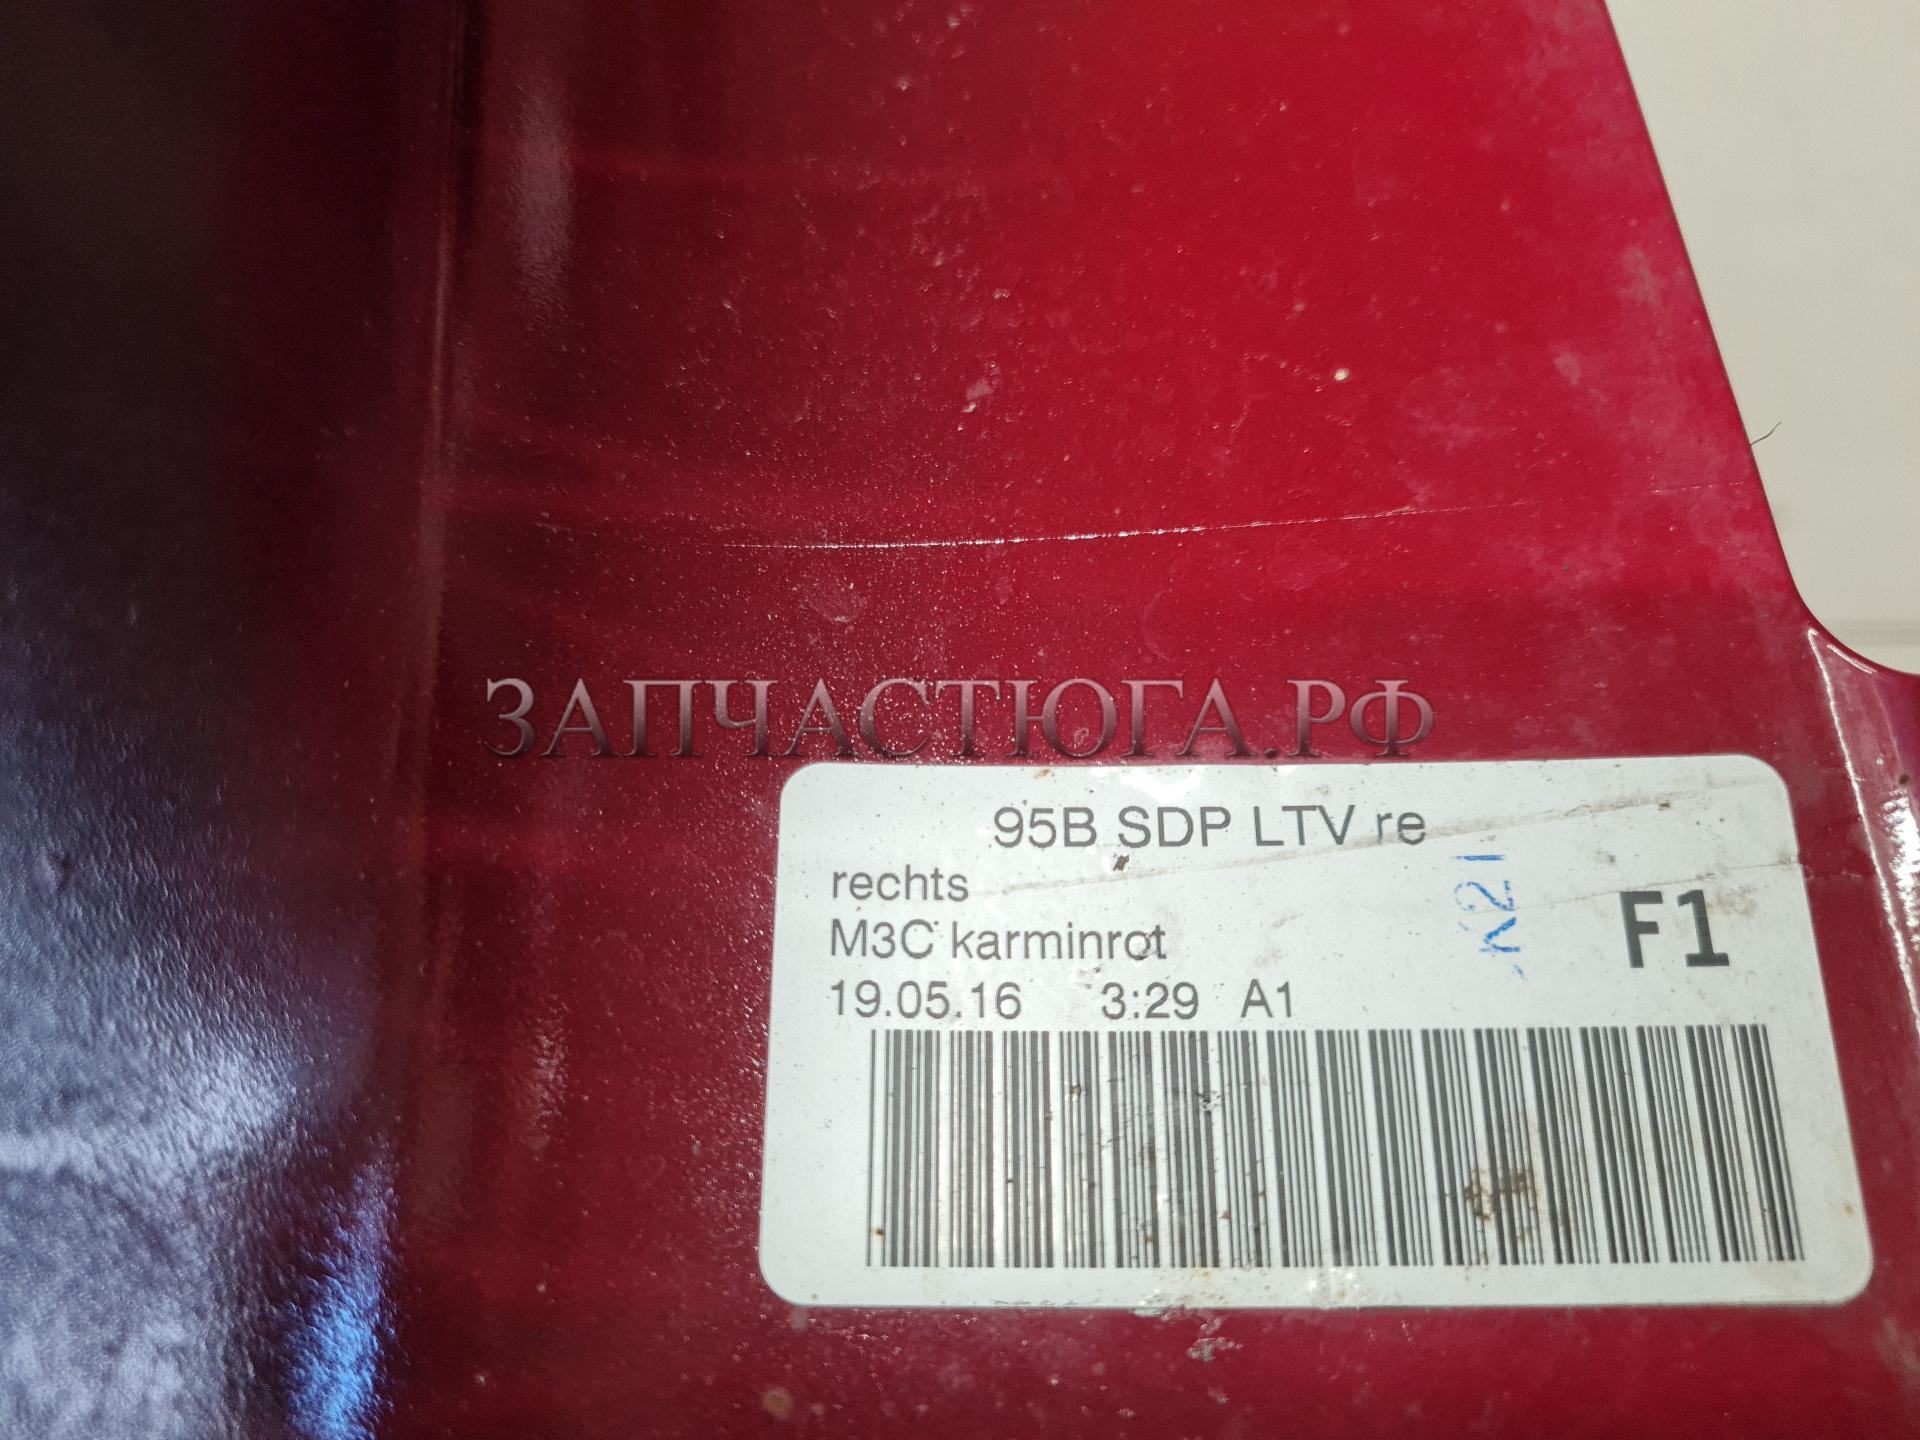 ЗАПЧАСТЮГА.РФ
95B SDP LTV re
rechts
M3C karminrot
F1
19.05.16 3:29 A1